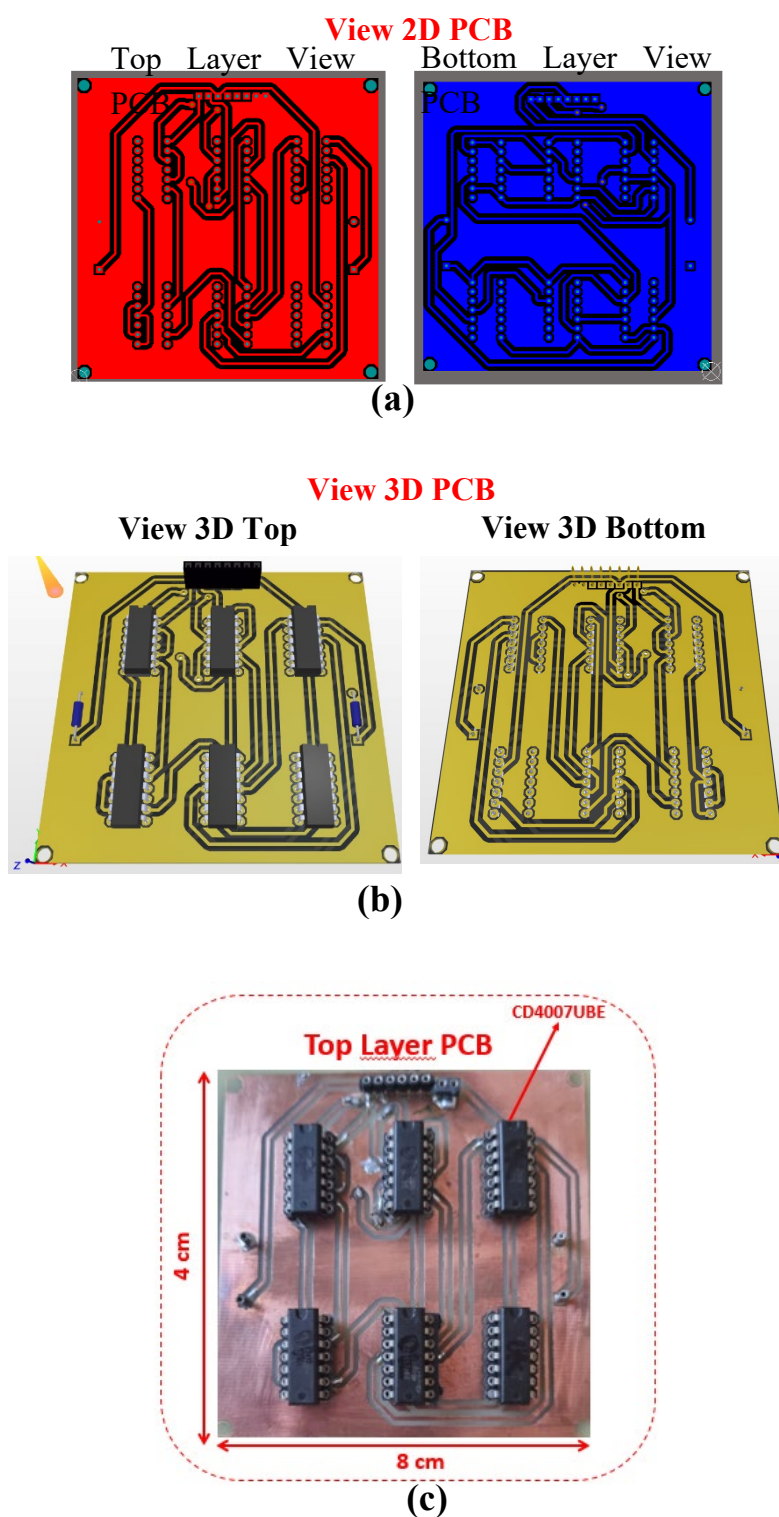 View 2D PCB
Top Layer View
PCB
Bottom Layer View
PCB
(a)
View 3D PCB
View 3D Top
View 3D Bottom
Z
X
(b)
CD4007UBE
Top Layer PCB
4 cm
8 cm
(c)